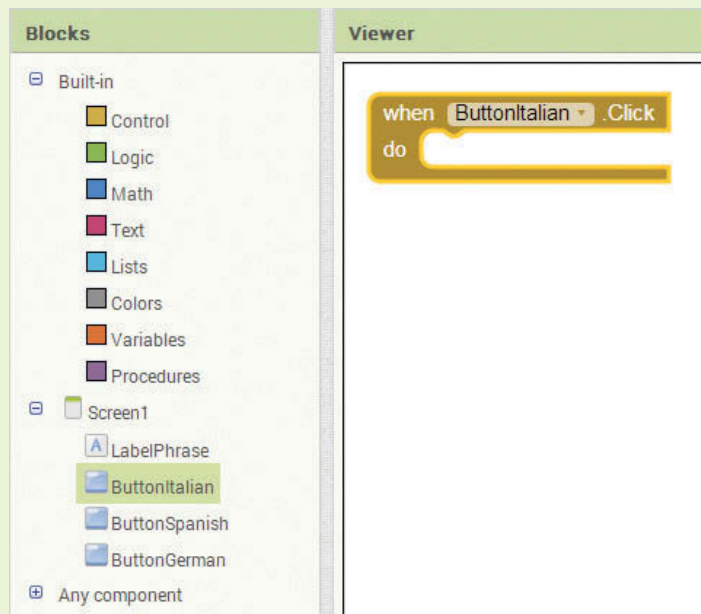 Blocks
Viewer
Built-in
Control
Logic
Math
Text
Lists
Colors
Variables
Procedures
Screen1
A LabelPhrase
ButtonItalian
ButtonSpanish
ButtonGerman
Any component
when ButtonItalian .Click
do